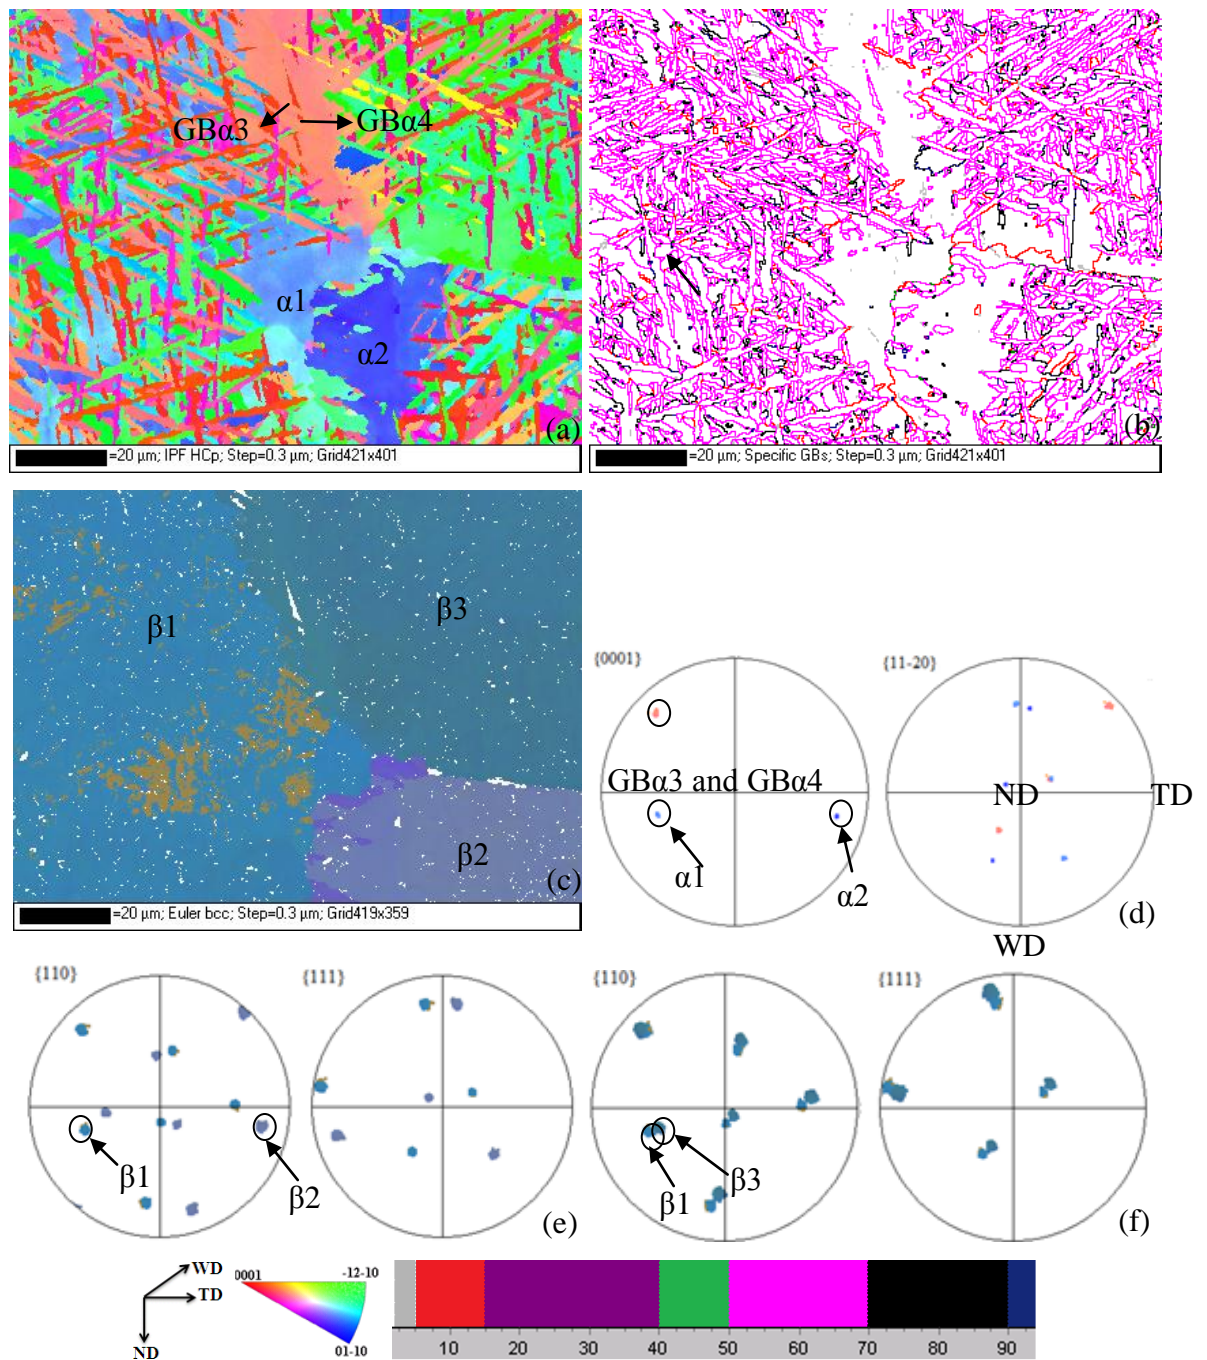 GBα3
GBα4
α1
α2
(a)
=20 µm; IPF HCp; Step=0.3 µm; Grid421x401
(b)
=20 µm; Specific GBs; Step=0.3 µm; Grid421x401
β1
β3
β2
(c)
=20 µm; Euler bcc; Step=0.3 µm; Grid419x359
{0001}
{11-20}
GBα3 and GBα4
ND
TD
α1
α2
(d)
WD
{110}
{111}
β1
β2
(e)
{110}
{111}
β1
β3
(f)
WD
TD
ND
0001
-12-10
01-10
10 20 30 40 50 60 70 80 90